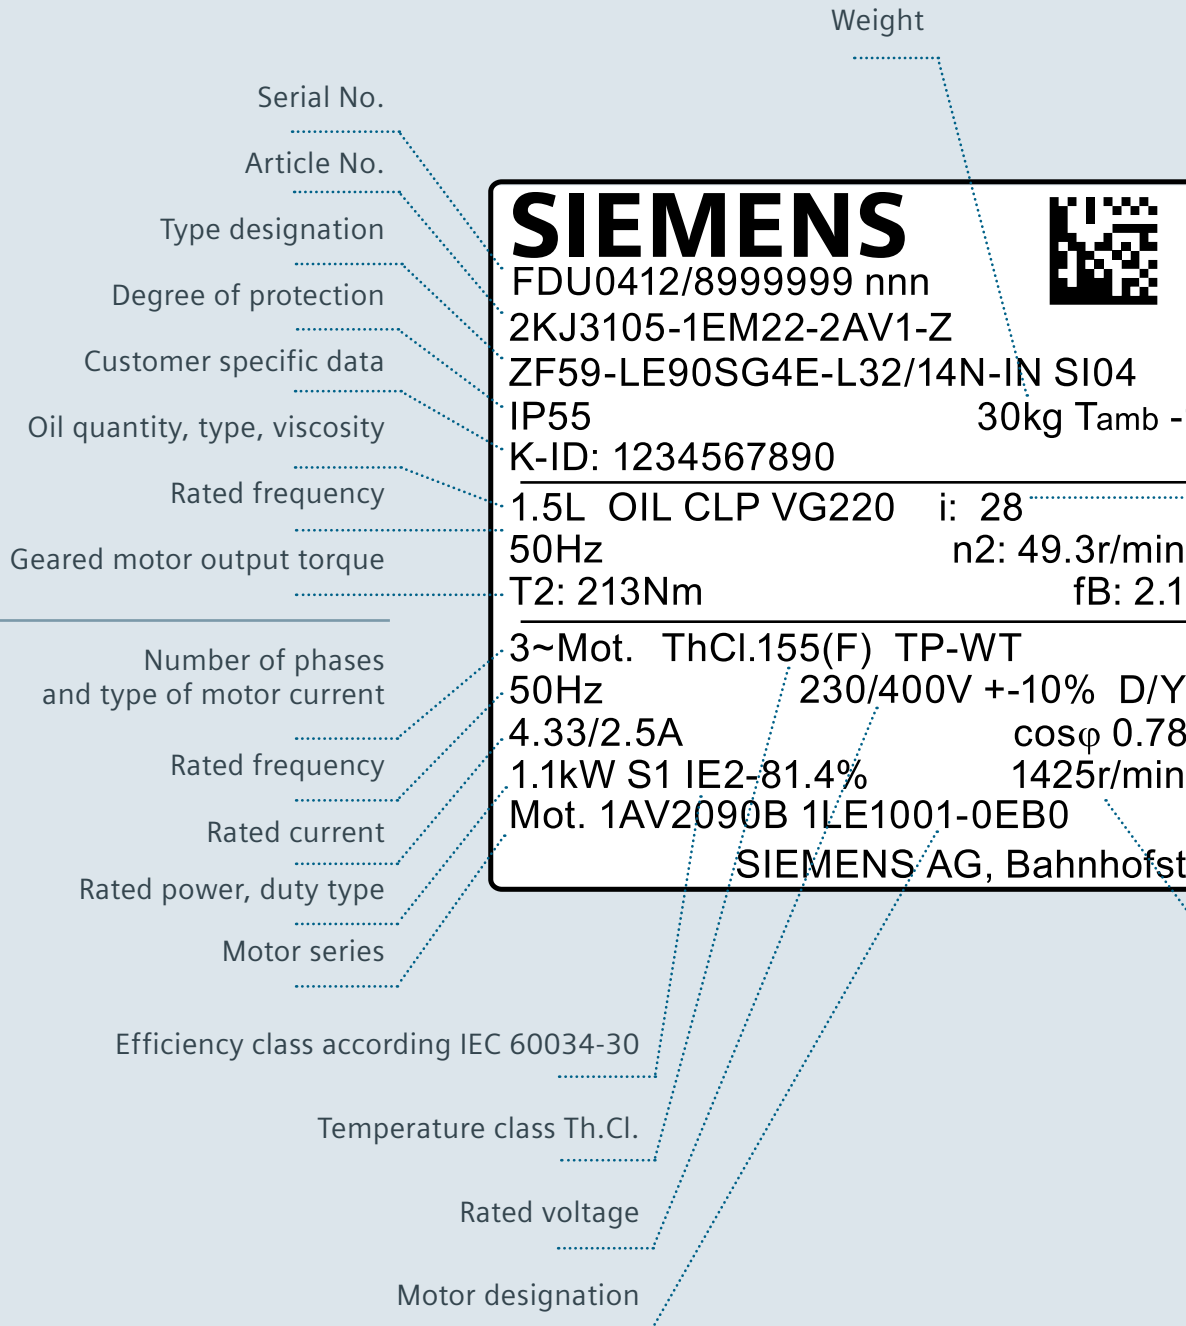 Weight
Serial No.
Article No.
Type designation
Degree of protection
Customer specific data
Oil quantity, type, viscosity
Rated frequency
Geared motor output torque
Number of phases
and type of motor current
Rated frequency
Rated current
Rated power, duty type
Motor series
SIEMENS
FDU0412/8999999 nnn
2KJ3105-1EM22-2AV1-Z
ZF59-LE90SG4E-L32/14N-IN SI04
IP55 30kg Tamb -
K-ID: 1234567890
1.5L OIL CLP VG220 i: 28
50Hz n2: 49.3r/min
T2: 213Nm fB: 2.1
3~Mot. ThCl.155(F) TP-WT
50Hz 230/400V +-10% D/Y
4.33/2.5A cosφ 0.78
1.1kW S1 IE2-81.4% 1425r/min
Mot. 1AV2090B 1LE1001-0EB0
SIEMENS AG, Bahnhofst
Efficiency class according IEC 60034-30
Temperature class Th.Cl.
Rated voltage
Motor designation